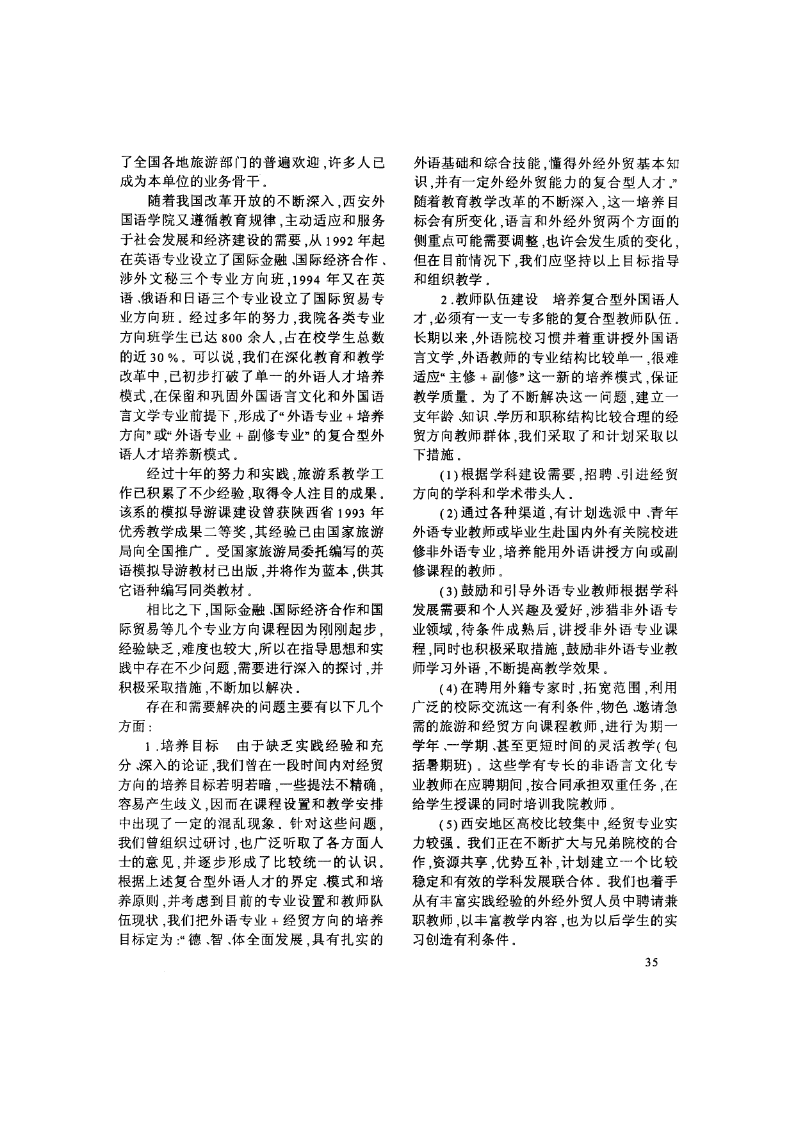 了全国各地旅游部门的普遍欢迎,许多人已
成为本单位的业务骨干。
随着我国改革开放的不断深入,西安外
国语学院又遵循教育规律,主动适应和服务
于社会发展和经济建设的需要,从1992年起
在英语专业设立了国际金融、国际经济合作、
涉外文秘三个专业方向班,1994年又在英
语、俄语和日语三个专业设立了国际贸易专
业方向班。经过多年的努力,我院各类专业
方向班学生已达800余人,占在校学生总数
的近30%。可以说,我们在深化教育和教学
改革中,已初步打破了单一的外语人才培养
模式,在保留和巩固外国语言文化和外国语
言文学专业前提下,形成了“外语专业+培养
方向”或“外语专业+副修专业”的复合型外
语人才培养新模式。
经过十年的努力和实践,旅游系教学工
作已积累了不少经验,取得令人注目的成果。
该系的模拟导游课建设曾获陕西省1993年
优秀教学成果二等奖,其经验已由国家旅游
局向全国推广。受国家旅游局委托编写的英
语模拟导游教材已出版,并将作为蓝本,供其
它语种编写同类教材。
相比之下,国际金融、国际经济合作和国
际贸易等几个专业方向课程因为刚刚起步,
经验缺乏,难度也较大,所以在指导思想和实
践中存在不少问题,需要进行深入的探讨,并
积极采取措施,不断加以解决。
存在和需要解决的问题主要有以下几个
方面:
1.培养目标　由于缺乏实践经验和充
分、深入的论证,我们曾在一段时间内对经贸
方向的培养目标若明若暗,一些提法不精确,
容易产生歧义,因而在课程设置和教学安排
中出现了一定的混乱现象。针对这些问题,
我们曾组织过研讨,也广泛听取了各方面人
士的意见,并逐步形成了比较统一的认识。
根据上述复合型外语人才的界定、模式和培
养原则,并考虑到目前的专业设置和教师队
伍现状,我们把外语专业+经贸方向的培养
目标定为:“德、智、体全面发展,具有扎实的
外语基础和综合技能,懂得外经外贸基本知
识,并有一定外经外贸能力的复合型人才。”
随着教育教学改革的不断深入,这一培养目
标会有所变化,语言和外经外贸两个方面的
侧重点可能需要调整,也许会发生质的变化,
但在目前情况下,我们应坚持以上目标指导
和组织教学。
2.教师队伍建设　培养复合型外国语人
才,必须有一支一专多能的复合型教师队伍。
长期以来,外语院校习惯并着重讲授外国语
言文学,外语教师的专业结构比较单一,很难
适应“主修+副修”这一新的培养模式,保证
教学质量。为了不断解决这一问题,建立一
支年龄、知识、学历和职称结构比较合理的经
贸方向教师群体,我们采取了和计划采取以
下措施。
(1)根据学科建设需要,招聘、引进经贸
方向的学科和学术带头人。
(2)通过各种渠道,有计划选派中、青年
外语专业教师或毕业生赴国内外有关院校进
修非外语专业,培养能用外语讲授方向或副
修课程的教师。
(3)鼓励和引导外语专业教师根据学科
发展需要和个人兴趣及爱好,涉猎非外语专
业领域,待条件成熟后,讲授非外语专业课
程,同时也积极采取措施,鼓励非外语专业教
师学习外语,不断提高教学效果。
(4)在聘用外籍专家时,拓宽范围,利用
广泛的校际交流这一有利条件,物色、邀请急
需的旅游和经贸方向课程教师,进行为期一
学年、一学期、甚至更短时间的灵活教学(包
括暑期班)。这些学有专长的非语言文化专
业教师在应聘期间,按合同承担双重任务,在
给学生授课的同时培训我院教师。
(5)西安地区高校比较集中,经贸专业实
力较强。我们正在不断扩大与兄弟院校的合
作,资源共享,优势互补,计划建立一个比较
稳定和有效的学科发展联合体。我们也着手
从有丰富实践经验的外经外贸人员中聘请兼
职教师,以丰富教学内容,也为以后学生的实
习创造有利条件。
35